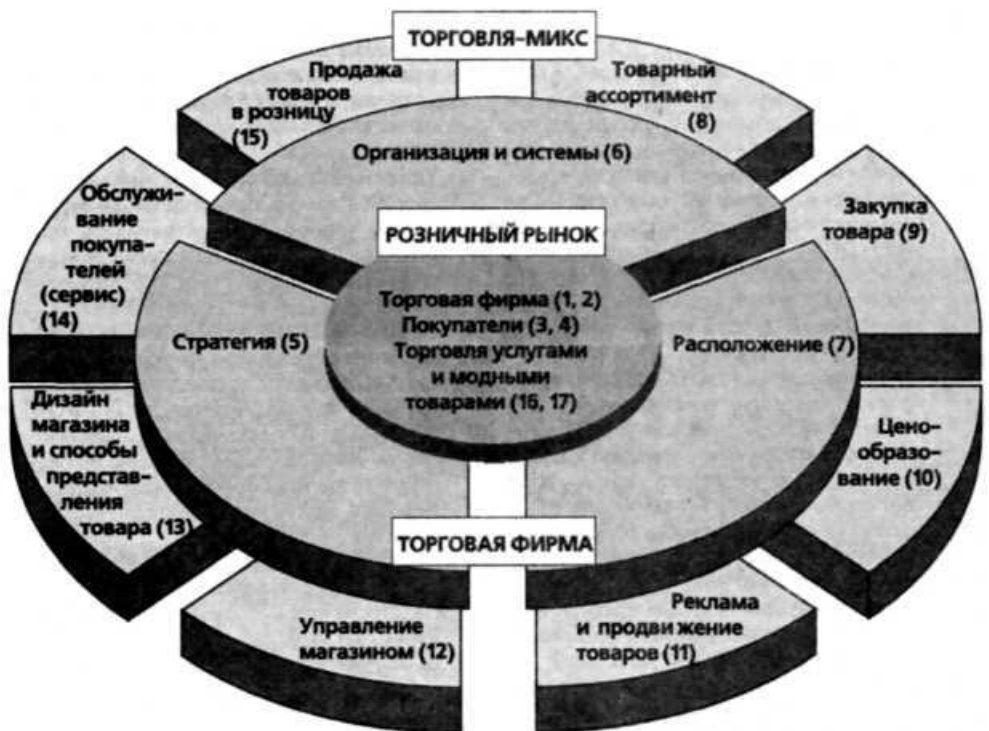 ТОРГОВЛЯ-МИКС
Продажа
товаров
в розницу
(15)
Товарный
ассортимент
(8)
Организация и системы (6)
Обслужи-
вание
покупа-
телей
(сервис)
(14)
Закупка
товара (9)
РОЗНИЧНЫЙ РЫНОК
Торговая фирма (1, 2)
Покупатели (3, 4)
Торговля услугами
и модными
товарами (16, 17)
Стратегия (5)
Расположение (7)
Дизайн
магазина
и способы
представ-
ления
товара (13)
Цено-
образо-
вание (10)
ТОРГОВАЯ ФИРМА
Управление
магазином (12)
Реклама
и продвижение
товаров (11)